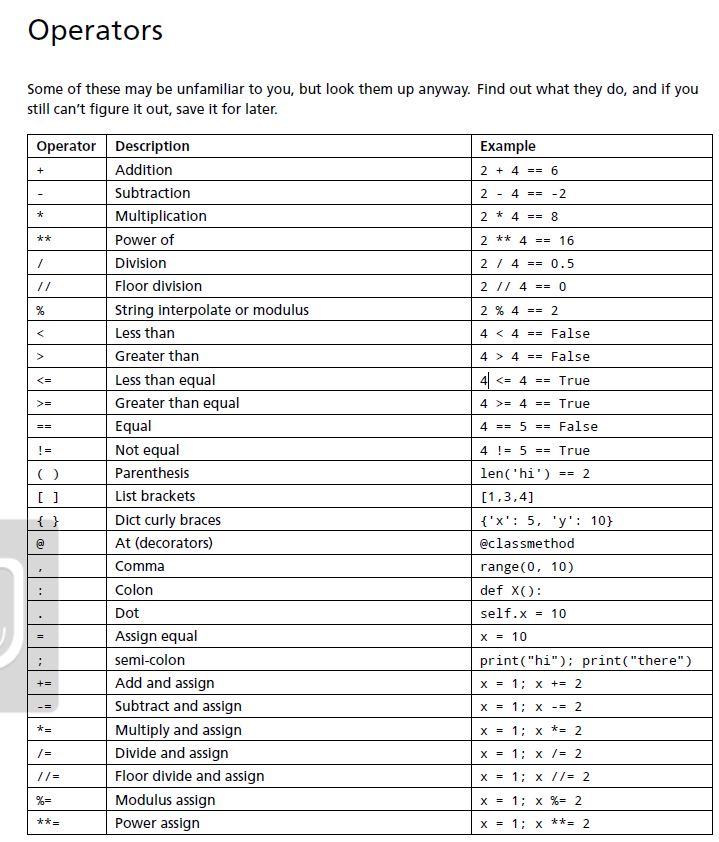 Operators
Some of these may be unfamiliar to you, but look them up anyway. Find out what they do, and if you
still can't figure it out, save it for later.
Operator Description Example
+ Addition 2 + 4 == 6
- Subtraction 2 - 4 == -2
* Multiplication 2 * 4 == 8
** Power of 2 ** 4 == 16
/ Division 2 / 4 == 0.5
// Floor division 2 // 4 == 0
% String interpolate or modulus 2 % 4 == 2
< Less than 4 < 4 == False
> Greater than 4 > 4 == False
<= Less than equal 4 <= 4 == True
>= Greater than equal 4 >= 4 == True
== Equal 4 == 5 == False
!= Not equal 4 != 5 == True
( ) Parenthesis len('hi') == 2
[ ] List brackets [1,3,4]
{ } Dict curly braces {'x': 5, 'y': 10}
@ At (decorators) @classmethod
, Comma range(0, 10)
: Colon def X():
. Dot self.x = 10
= Assign equal x = 10
; semi-colon print("hi"); print("there")
+= Add and assign x = 1; x += 2
-= Subtract and assign x = 1; x -= 2
*= Multiply and assign x = 1; x *= 2
/= Divide and assign x = 1; x /= 2
//= Floor divide and assign x = 1; x //= 2
%= Modulus assign x = 1; x %= 2
**= Power assign x = 1; x **= 2